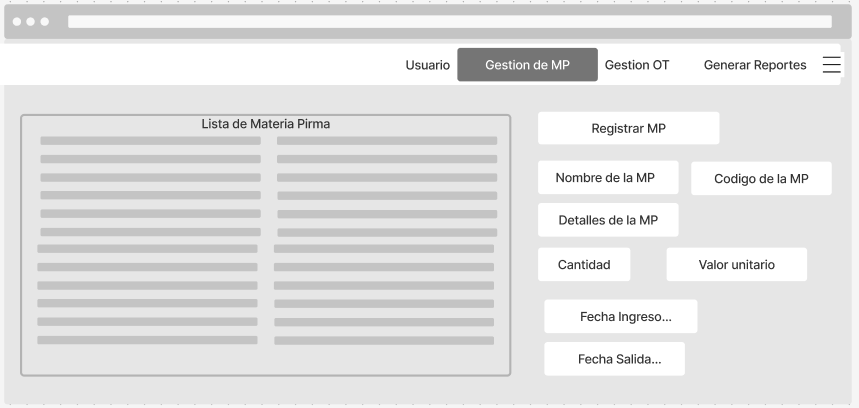 Usuario Gestion de MP Gestion OT Generar Reportes
Lista de Materia Pirma
Registrar MP
Nombre de la MP Codigo de la MP
Detalles de la MP
Cantidad Valor unitario
Fecha Ingreso...
Fecha Salida...